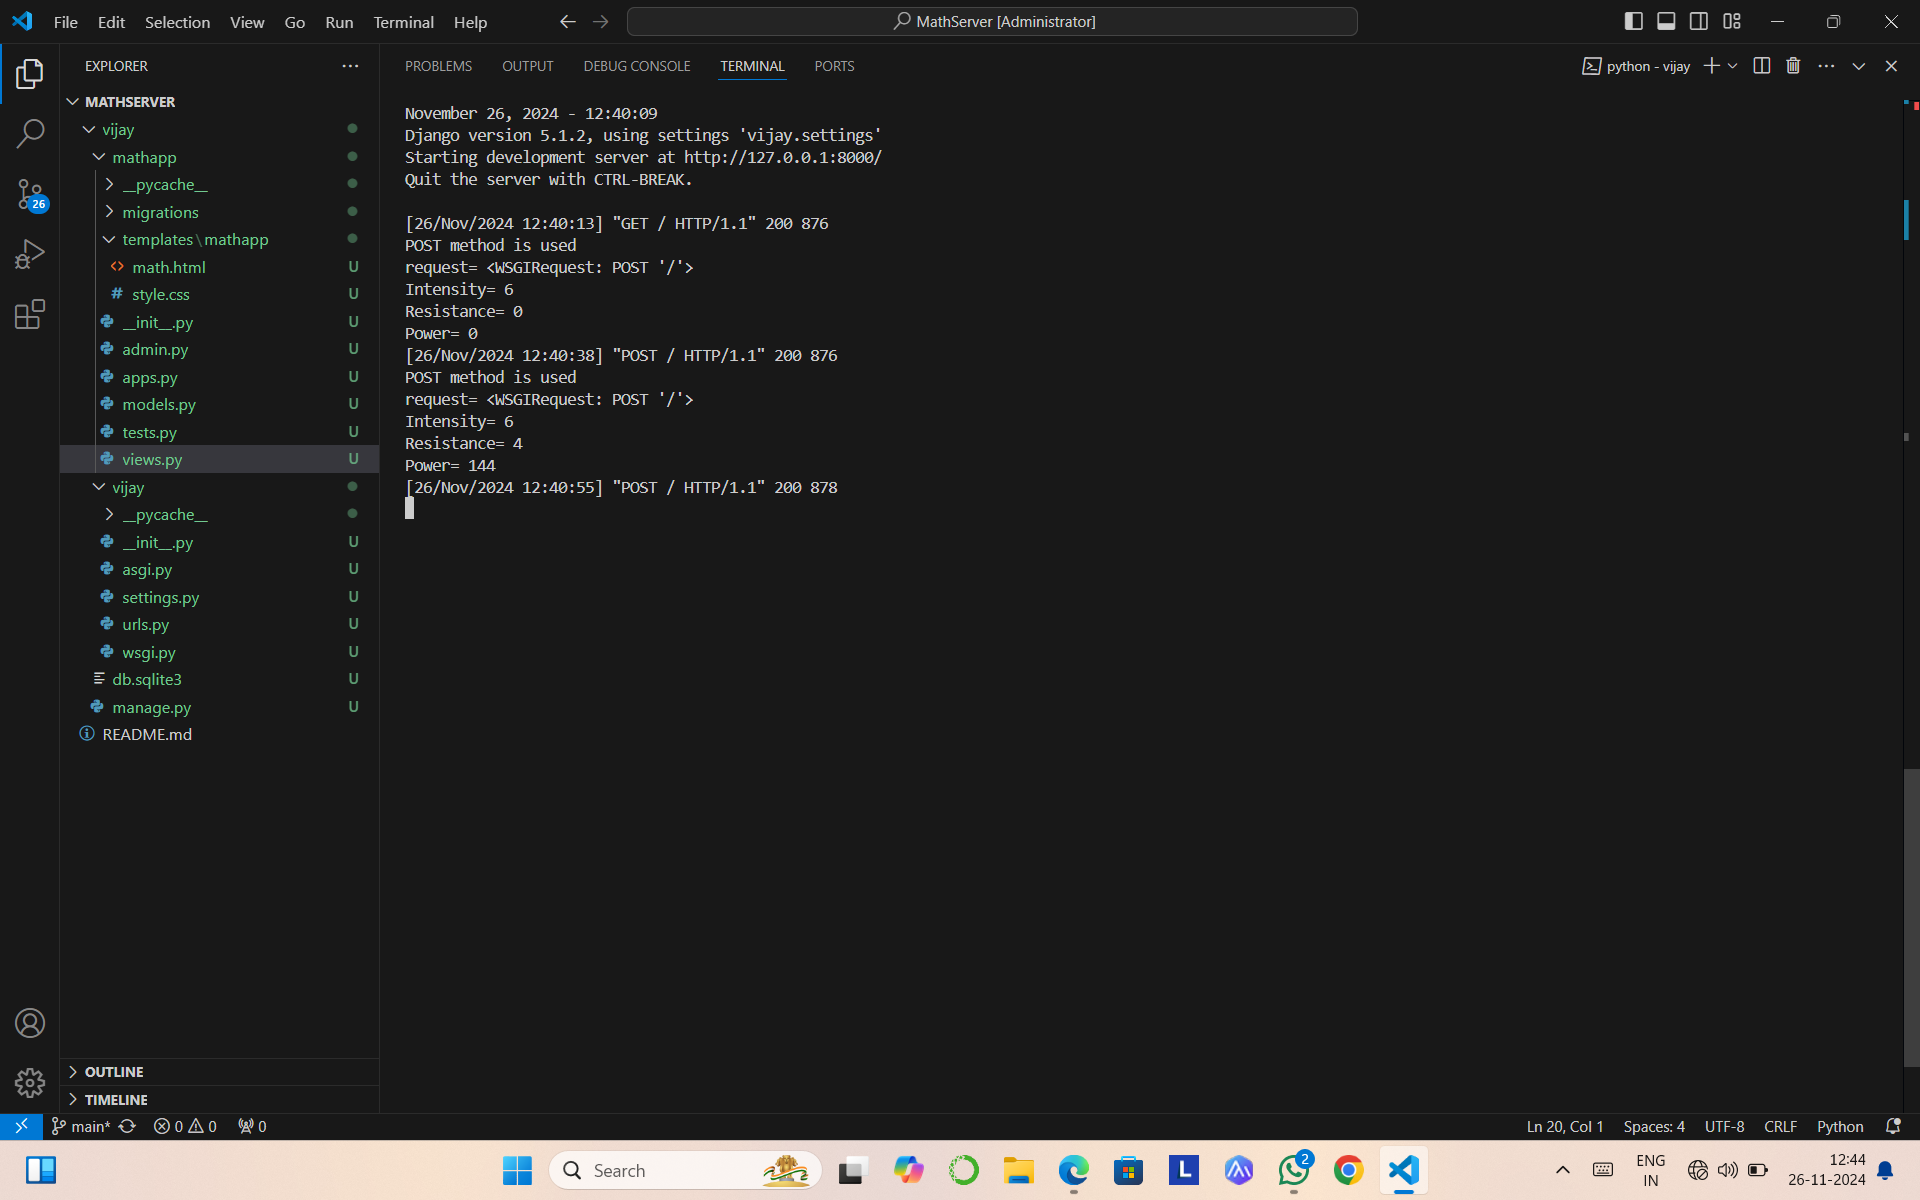 File Edit Selection View Go Run Terminal Help
MathServer [Administrator]
EXPLORER
PROBLEMS OUTPUT DEBUG CONSOLE TERMINAL PORTS
python - vijay
MATHSERVER
vijay
mathapp
__pycache__
migrations
templates\mathapp
<> math.html U
# style.css U
__init__.py U
admin.py U
apps.py U
models.py U
tests.py U
views.py U
vijay
__pycache__
__init__.py U
asgi.py U
settings.py U
urls.py U
wsgi.py U
db.sqlite3 U
manage.py U
README.md
OUTLINE
TIMELINE
26
November 26, 2024 - 12:40:09
Django version 5.1.2, using settings 'vijay.settings'
Starting development server at http://127.0.0.1:8000/
Quit the server with CTRL-BREAK.
[26/Nov/2024 12:40:13] "GET / HTTP/1.1" 200 876
POST method is used
request= <WSGIRequest: POST '/'>
Intensity= 6
Resistance= 0
Power= 0
[26/Nov/2024 12:40:38] "POST / HTTP/1.1" 200 876
POST method is used
request= <WSGIRequest: POST '/'>
Intensity= 6
Resistance= 4
Power= 144
[26/Nov/2024 12:40:55] "POST / HTTP/1.1" 200 878
main* 0 0 0
Ln 20, Col 1 Spaces: 4 UTF-8 CRLF Python
Search
L
2
ENG
IN
12:44
26-11-2024